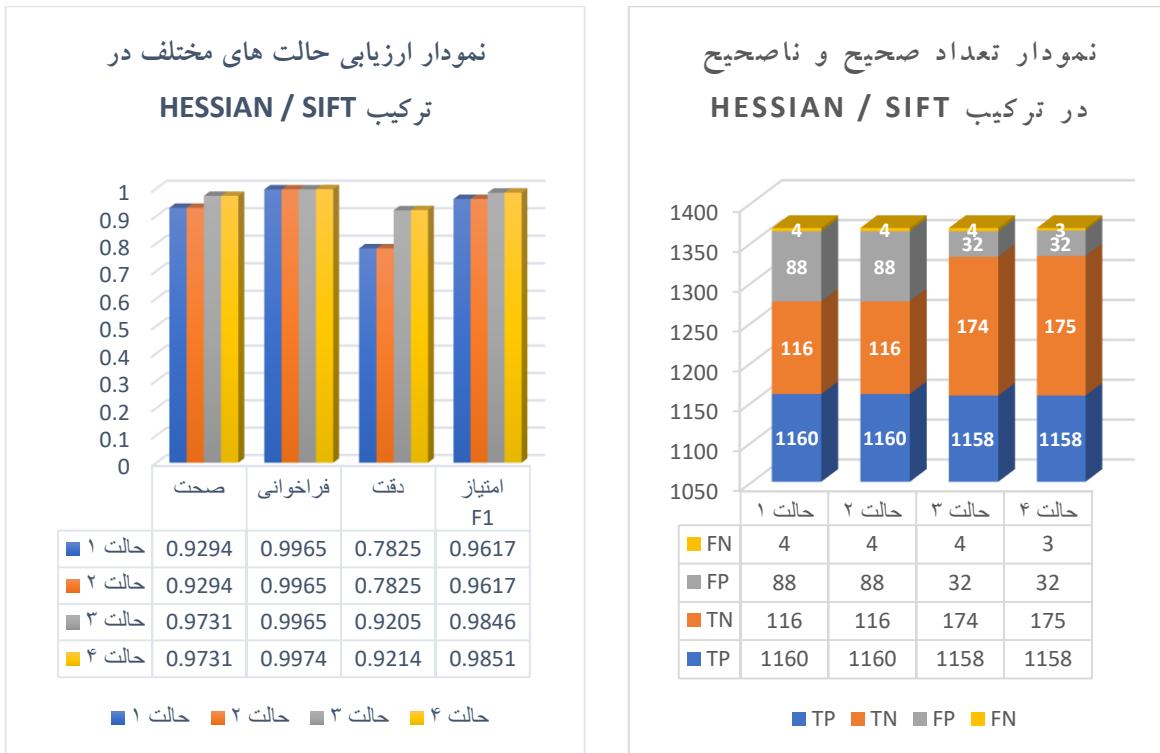 نمودار ارزیابی حالت های مختلف در
ترکیب HESSIAN / SIFT
1
0.9
0.8
0.7
0.6
0.5
0.4
0.3
0.2
0.1
0
صحت فراخوانی دقت امتیاز
F1
حالت ۱ 0.9294 0.9965 0.7825 0.9617
حالت ۲ 0.9294 0.9965 0.7825 0.9617
حالت ۳ 0.9731 0.9965 0.9205 0.9846
حالت ۴ 0.9731 0.9974 0.9214 0.9851
حالت ۱ حالت ۲ حالت ۳ حالت ۴
نمودار تعداد صحیح و ناصحیح
در ترکیب HESSIAN / SIFT
1400
1350
1300
1250
1200
1150
1100
1050
4 4 4 3
88 88 32 32
116 116 174 175
1160 1160 1158 1158
حالت ۱ حالت ۲ حالت ۳ حالت ۴
FN 4 4 4 3
FP 88 88 32 32
TN 116 116 174 175
TP 1160 1160 1158 1158
TP TN FP FN